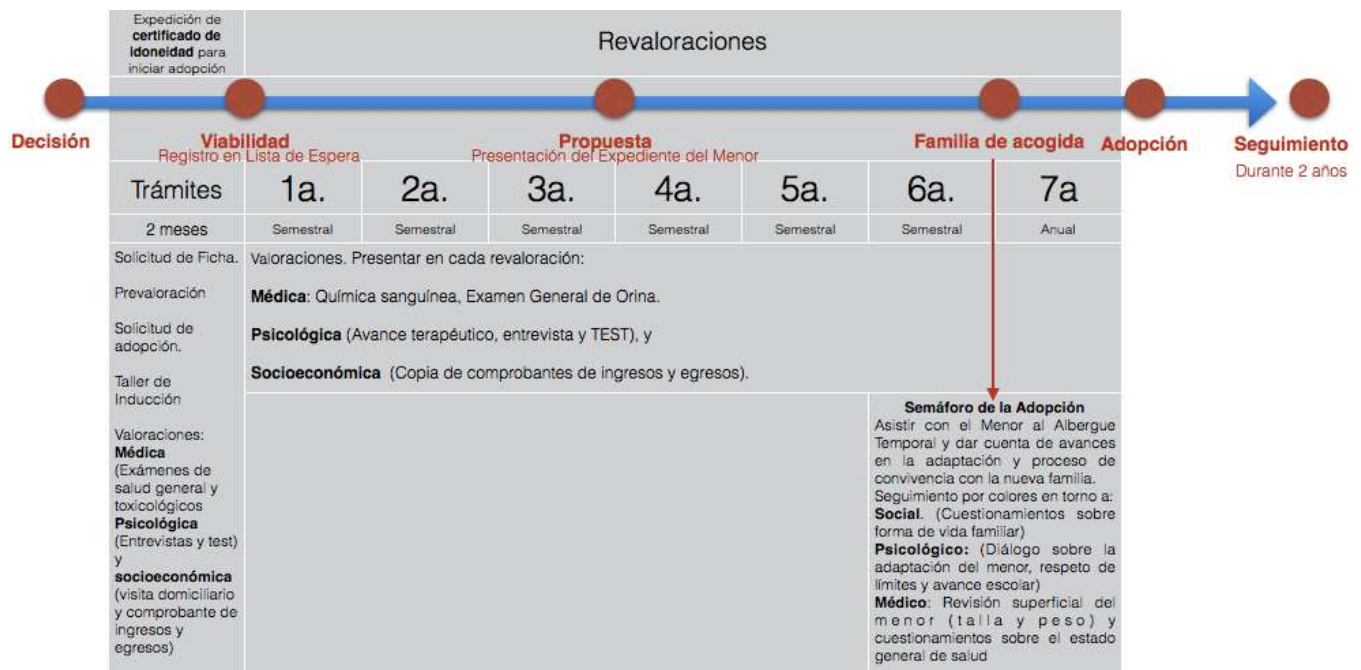 Expedición de
certificado de
Idoneidad para
iniciar adopción
Revaloraciones
Decisión
Viabilidad
Registro en Lista de Espera
Propuesta
Presentación del Expediente del Menor
Familia de acogida
Adopción
Seguimiento
Durante 2 años
Trámites
1a.
2a.
3a.
4a.
5a.
6a.
7a
2 meses
Semestral
Semestral
Semestral
Semestral
Semestral
Semestral
Anual
Solicitud de Ficha.
Prevaloración
Solicitud de
adopción.
Taller de
Inducción
Valoraciones:
Médica
(Exámenes de
salud general y
toxicológicos
Psicológica
(Entrevistas y test)
y
socioeconómica
(visita domiciliario
y comprobante de
ingresos y
egresos)
Valoraciones. Presentar en cada revaloración:
Médica: Química sanguínea, Examen General de Orina.
Psicológica (Avance terapéutico, entrevista y TEST), y
Socioeconómica (Copia de comprobantes de ingresos y egresos).
Semáforo de la Adopción
Asistir con el Menor al Albergue
Temporal y dar cuenta de avances
en la adaptación y proceso de
convivencia con la nueva familia.
Seguimiento por colores en torno a:
Social. (Cuestionamientos sobre
forma de vida familiar)
Psicológico: (Diálogo sobre la
adaptación del menor, respeto de
límites y avance escolar)
Médico: Revisión superficial del
menor (talla y peso) y
cuestionamientos sobre el estado
general de salud